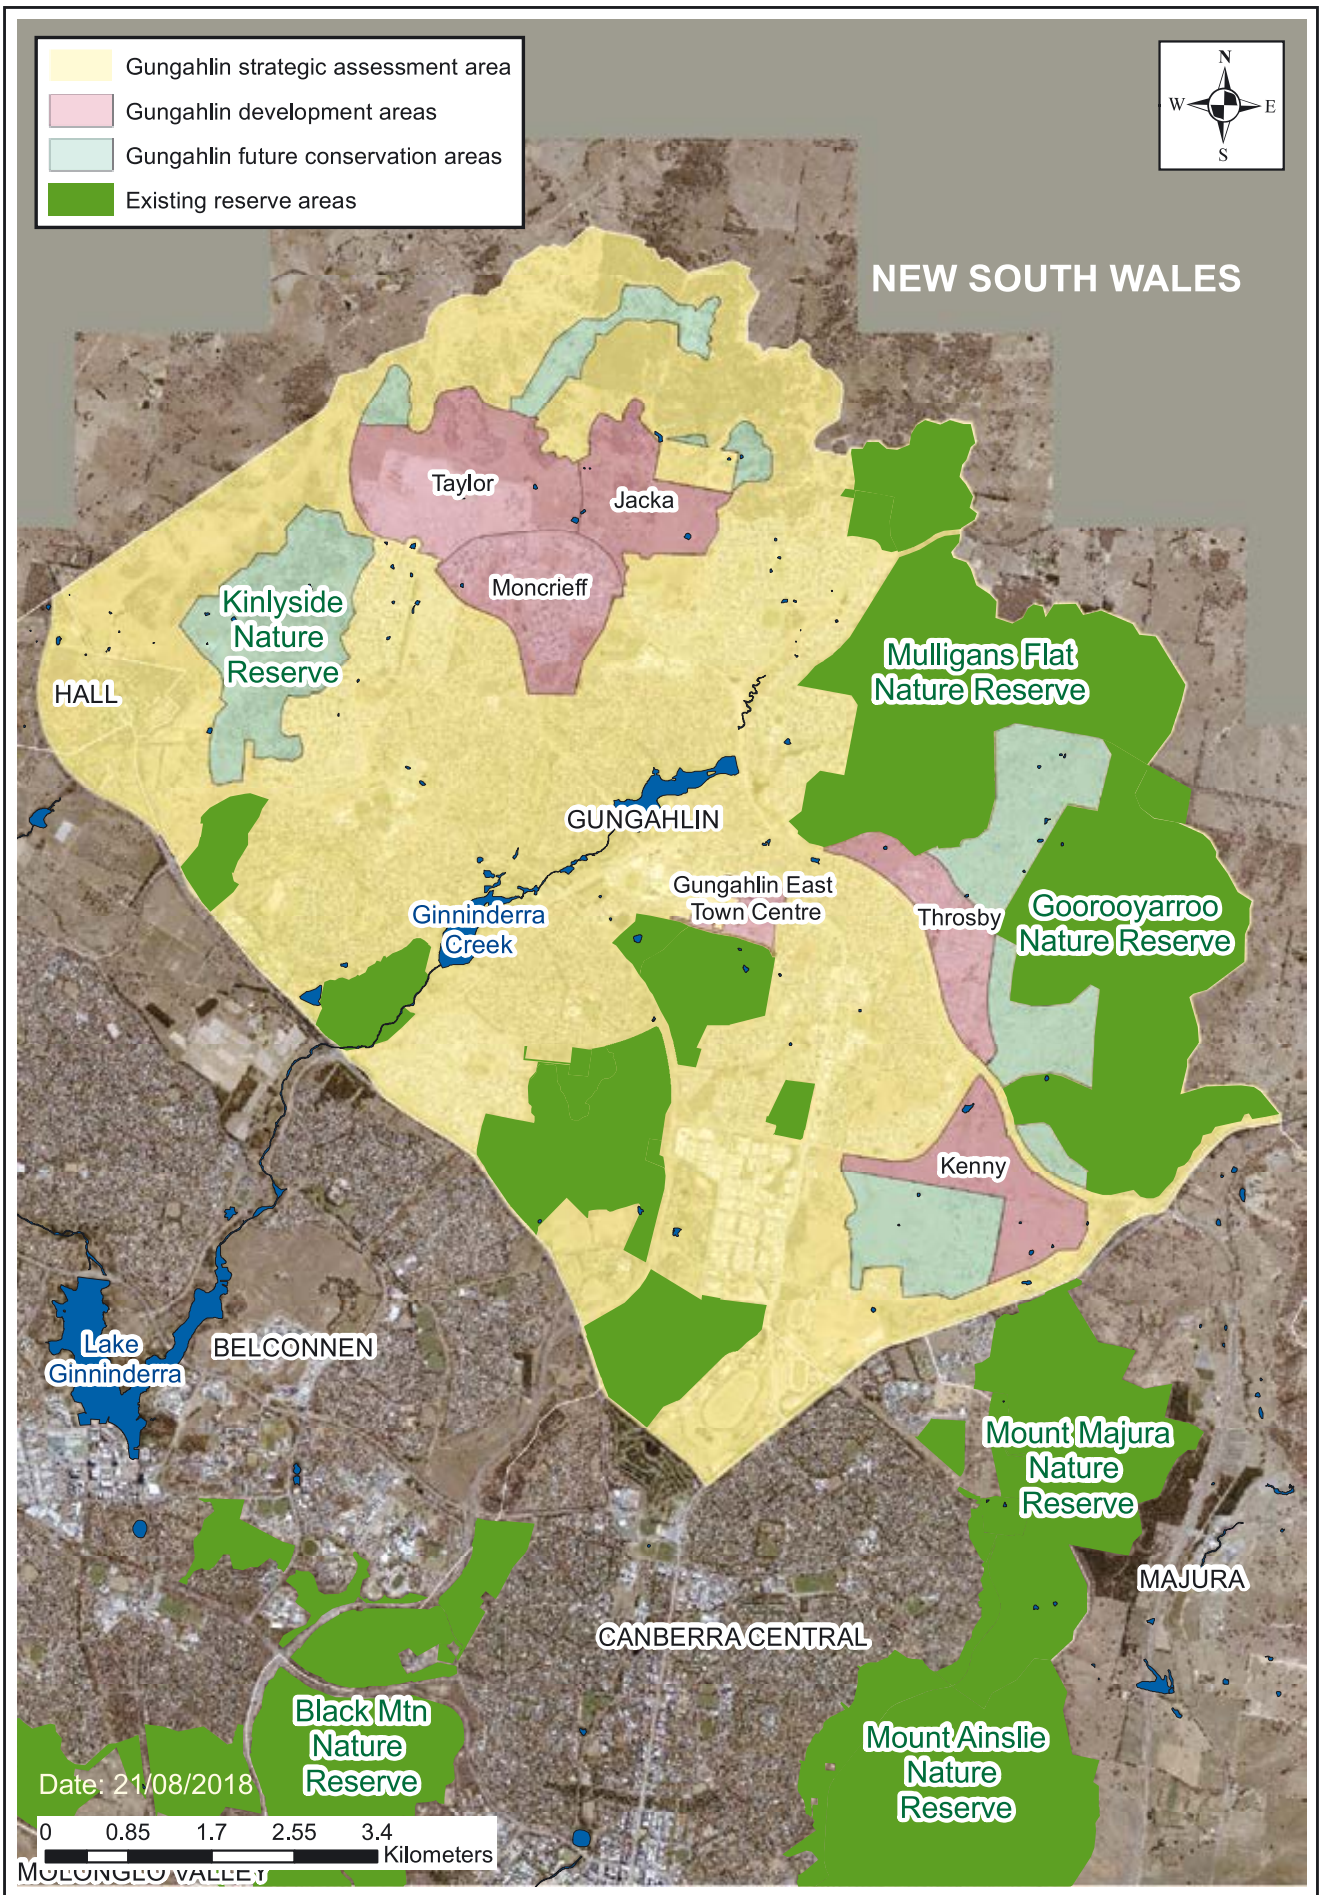 Gungahlin strategic assessment area
Gungahlin development areas
Gungahlin future conservation areas
Existing reserve areas
N
W
E
S
NEW SOUTH WALES
Taylor
Jacka
Moncrieff
Kinlyside
Nature
Reserve
HALL
Mulligans Flat
Nature Reserve
GUNGAHLIN
Gungahlin East
Town Centre
Throsby
Goorooyarroo
Nature Reserve
Ginninderra
Creek
Kenny
Lake
Ginninderra
BELCONNEN
Mount Majura
Nature
Reserve
MAJURA
CANBERRA CENTRAL
Black Mtn
Nature
Reserve
Mount Ainslie
Nature
Reserve
Date: 21/08/2018
0 0.85 1.7 2.55 3.4
Kilometers
MOLONGLO VALLEY